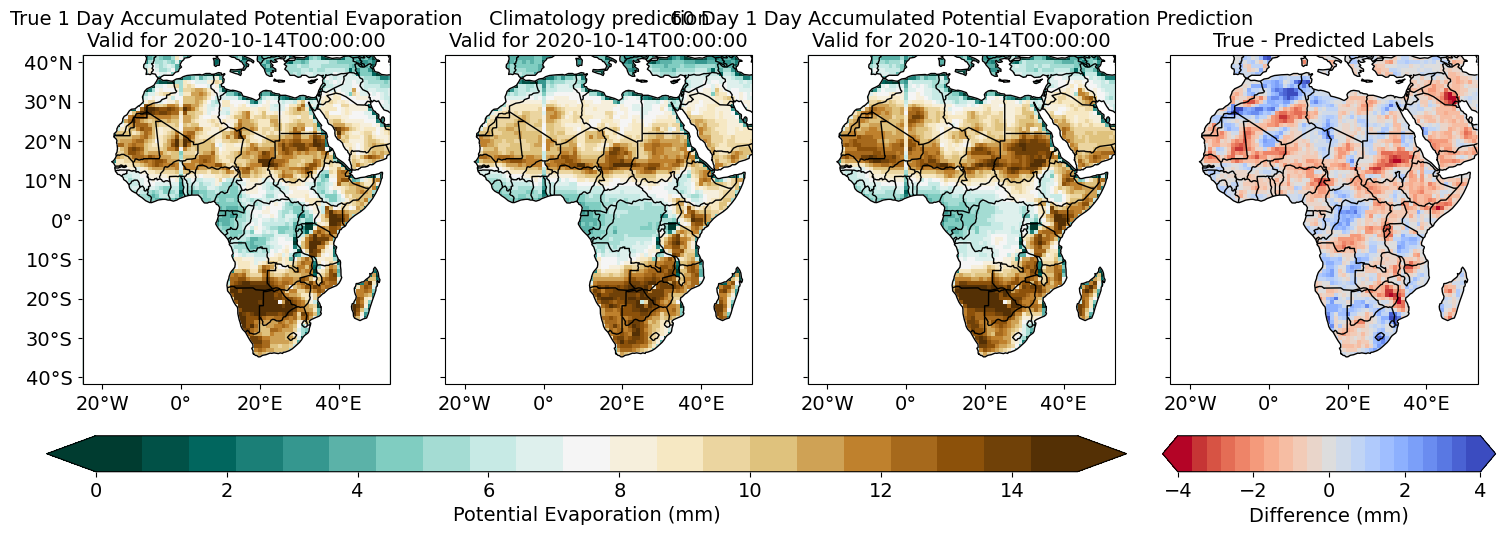 True 1 Day Accumulated Potential Evaporation
Valid for 2020-10-14T00:00:00
Climatology prediction
Valid for 2020-10-14T00:00:00
60 Day 1 Day Accumulated Potential Evaporation Prediction
Valid for 2020-10-14T00:00:00
True - Predicted Labels
40°N
30°N
20°N
10°N
0°
10°S
20°S
30°S
40°S
20°W 0° 20°E 40°E
20°W 0° 20°E 40°E
20°W 0° 20°E 40°E
20°W 0° 20°E 40°E
0 2 4 6 8 10 12 14
Potential Evaporation (mm)
−4 −2 0 2 4
Difference (mm)